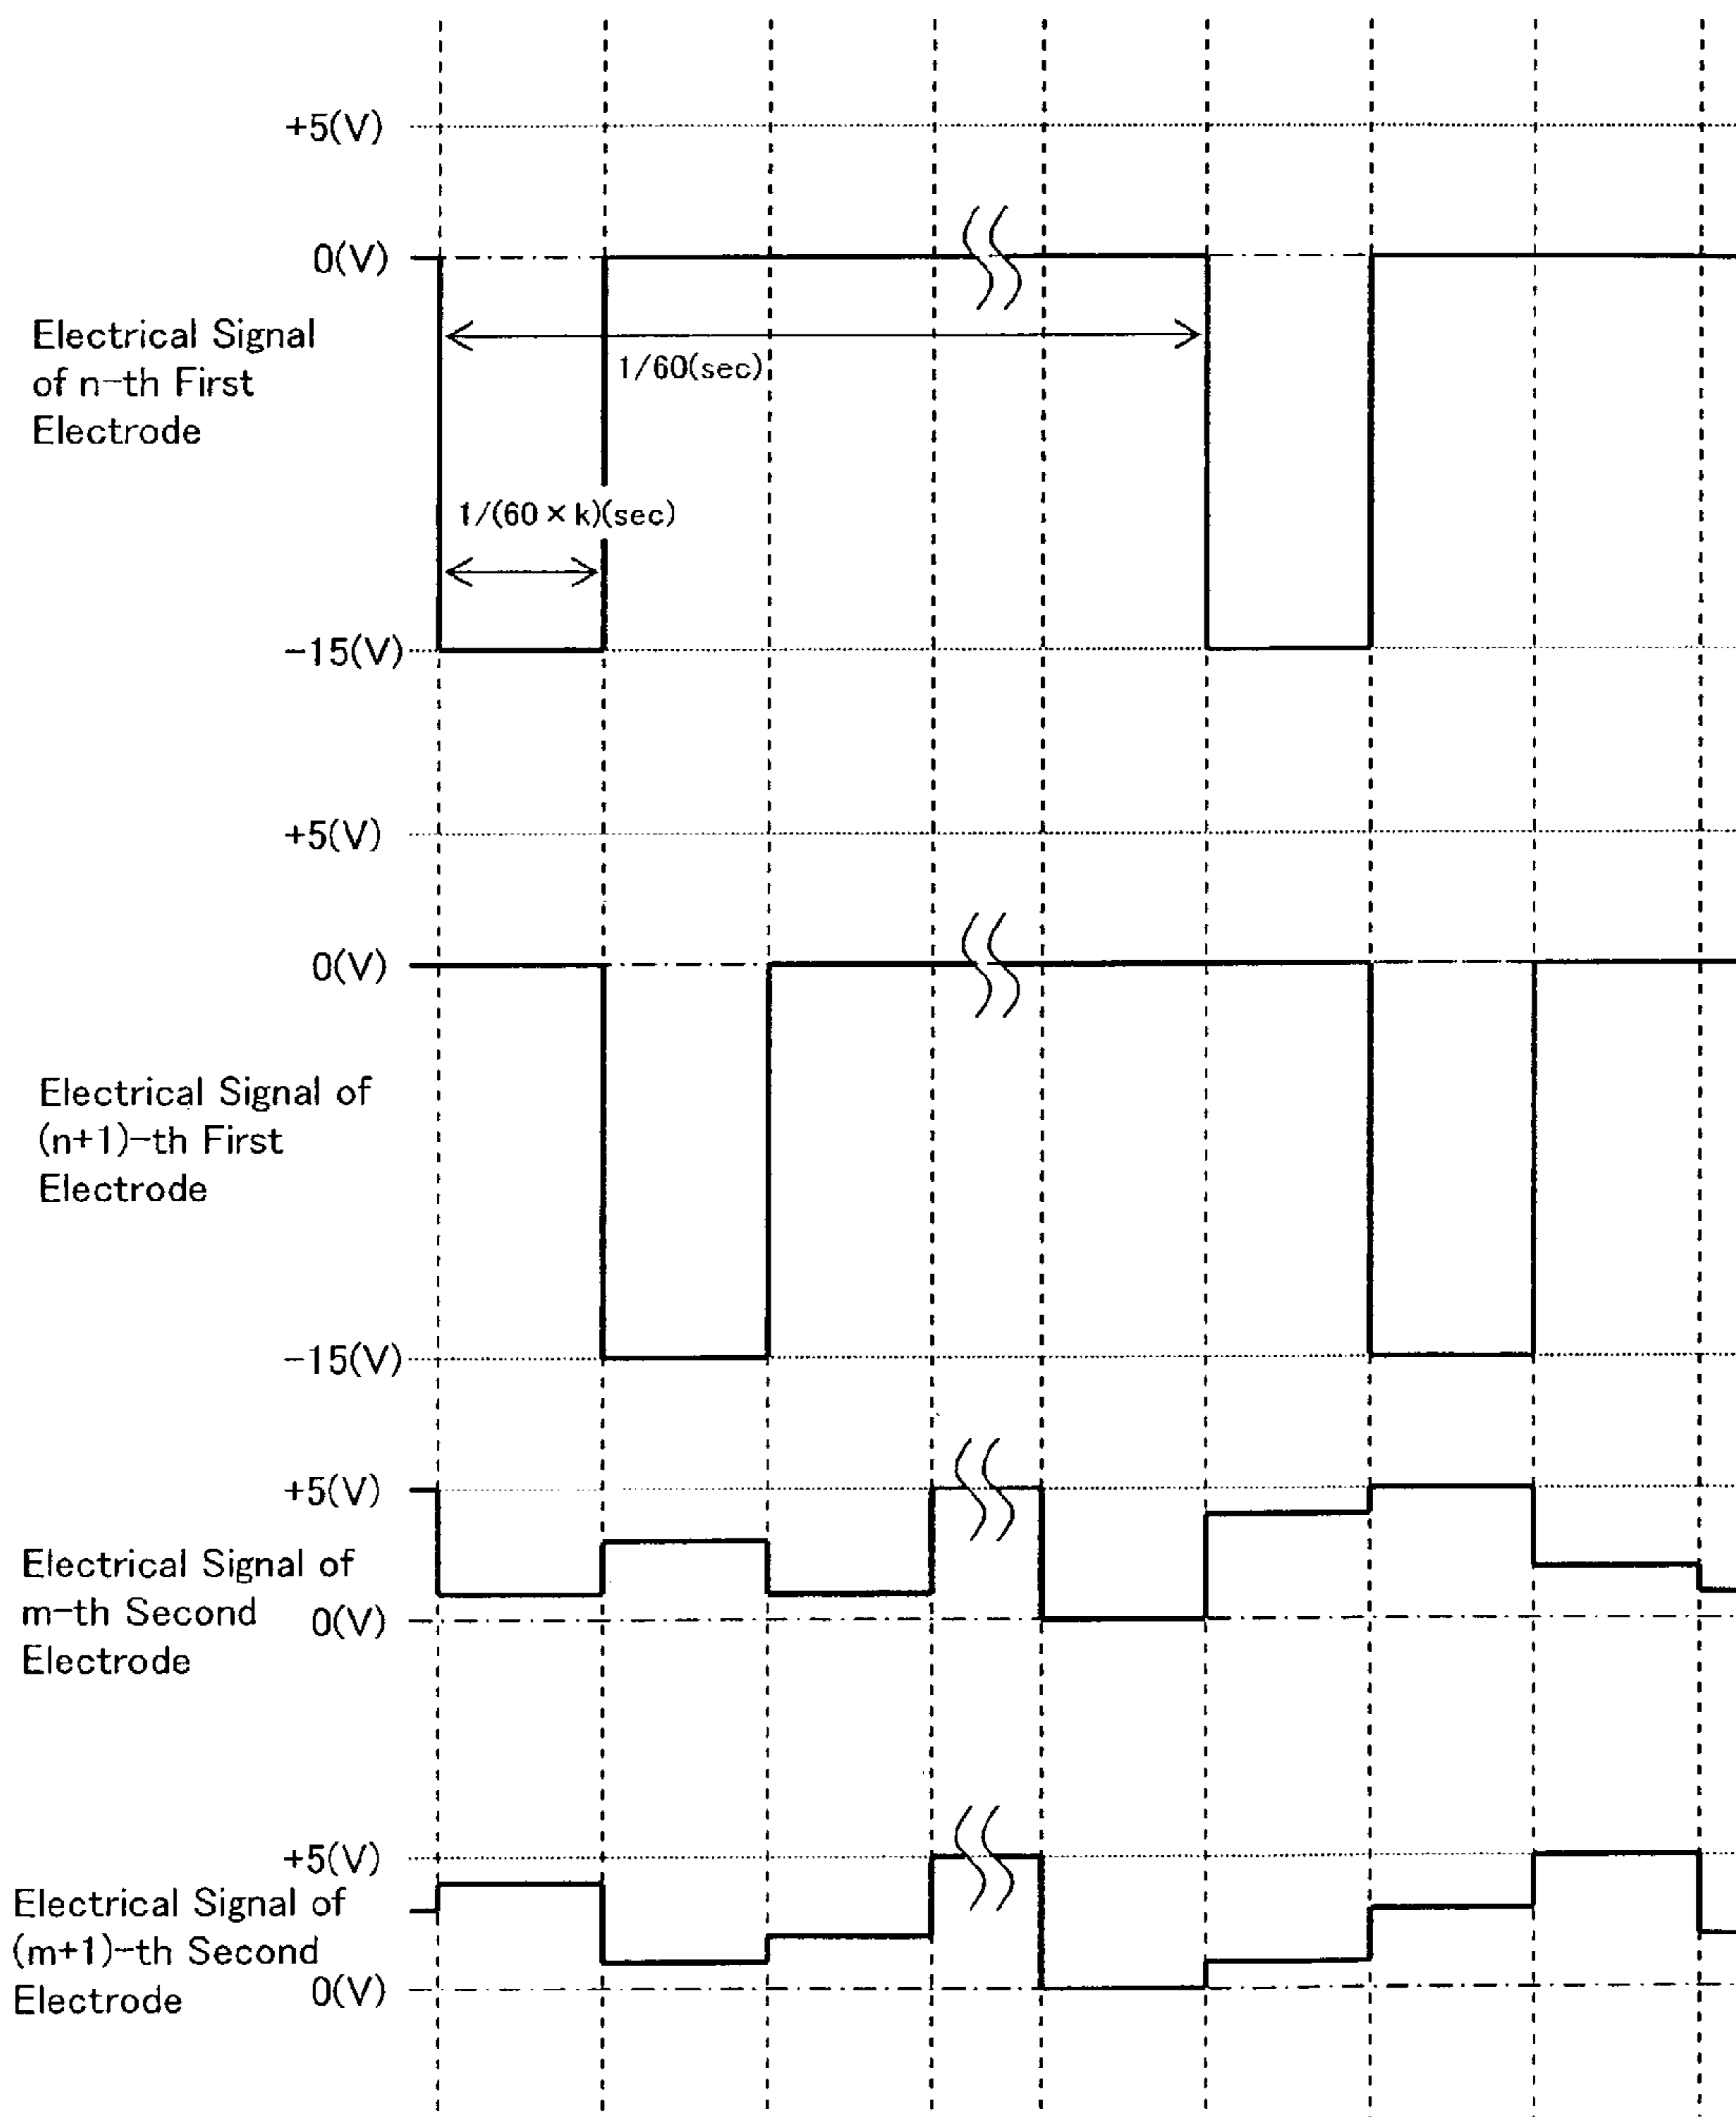 +5(V)
0(V)
Electrical Signal
of n-th First
Electrode
1/60(sec)
1/(60×k)(sec)
-15(V)
+5(V)
0(V)
Electrical Signal of
(n+1)-th First
Electrode
-15(V)
+5(V)
Electrical Signal of
m-th Second
Electrode
0(V)
+5(V)
Electrical Signal of
(m+1)-th Second
Electrode
0(V)